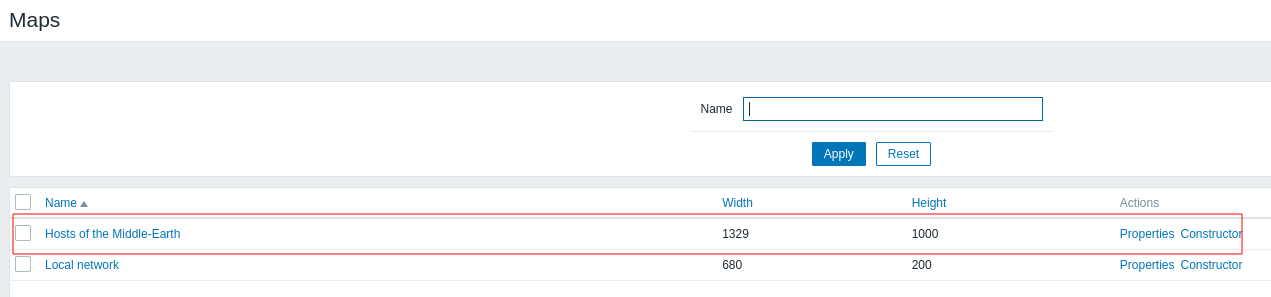 Maps
Name
Apply Reset
Name Width Height Actions
Hosts of the Middle-Earth 1329 1000 Properties Constructor
Local network 680 200 Properties Constructor